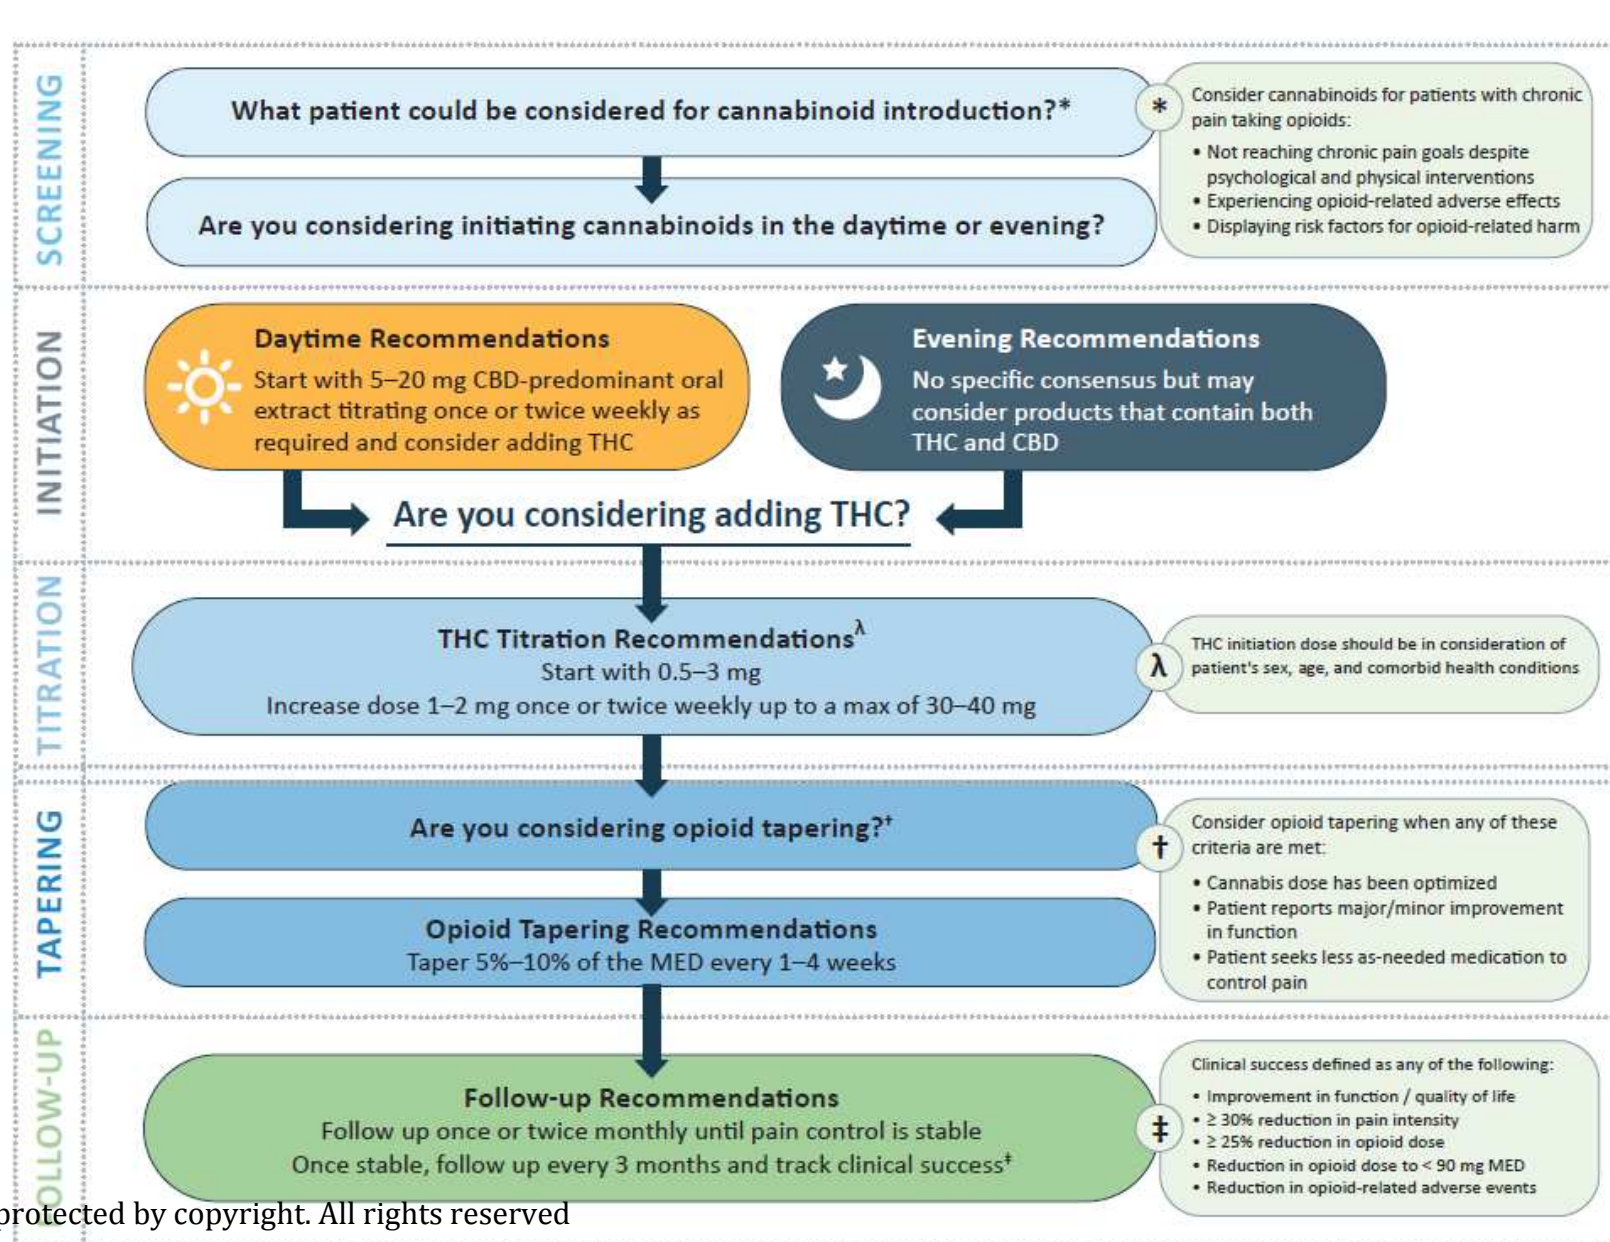 SCREENING
What patient could be considered for cannabinoid introduction?*
Are you considering initiating cannabinoids in the daytime or evening?
*
Consider cannabinoids for patients with chronic
pain taking opioids:
• Not reaching chronic pain goals despite
psychological and physical interventions
• Experiencing opioid-related adverse effects
• Displaying risk factors for opioid-related harm
INITIATION
Daytime Recommendations
Start with 5–20 mg CBD-predominant oral
extract titrating once or twice weekly as
required and consider adding THC
Evening Recommendations
No specific consensus but may
consider products that contain both
THC and CBD
Are you considering adding THC?
TITRATION
THC Titration Recommendationsλ
Start with 0.5–3 mg
Increase dose 1–2 mg once or twice weekly up to a max of 30–40 mg
λ
THC initiation dose should be in consideration of
patient's sex, age, and comorbid health conditions
TAPERING
Are you considering opioid tapering?†
Opioid Tapering Recommendations
Taper 5%–10% of the MED every 1–4 weeks
†
Consider opioid tapering when any of these
criteria are met:
• Cannabis dose has been optimized
• Patient reports major/minor improvement
in function
• Patient seeks less as-needed medication to
control pain
FOLLOW-UP
Follow-up Recommendations
Follow up once or twice monthly until pain control is stable
Once stable, follow up every 3 months and track clinical success‡
‡
Clinical success defined as any of the following:
• Improvement in function / quality of life
• ≥ 30% reduction in pain intensity
• ≥ 25% reduction in opioid dose
• Reduction in opioid dose to < 90 mg MED
• Reduction in opioid-related adverse events
protected by copyright. All rights reserved